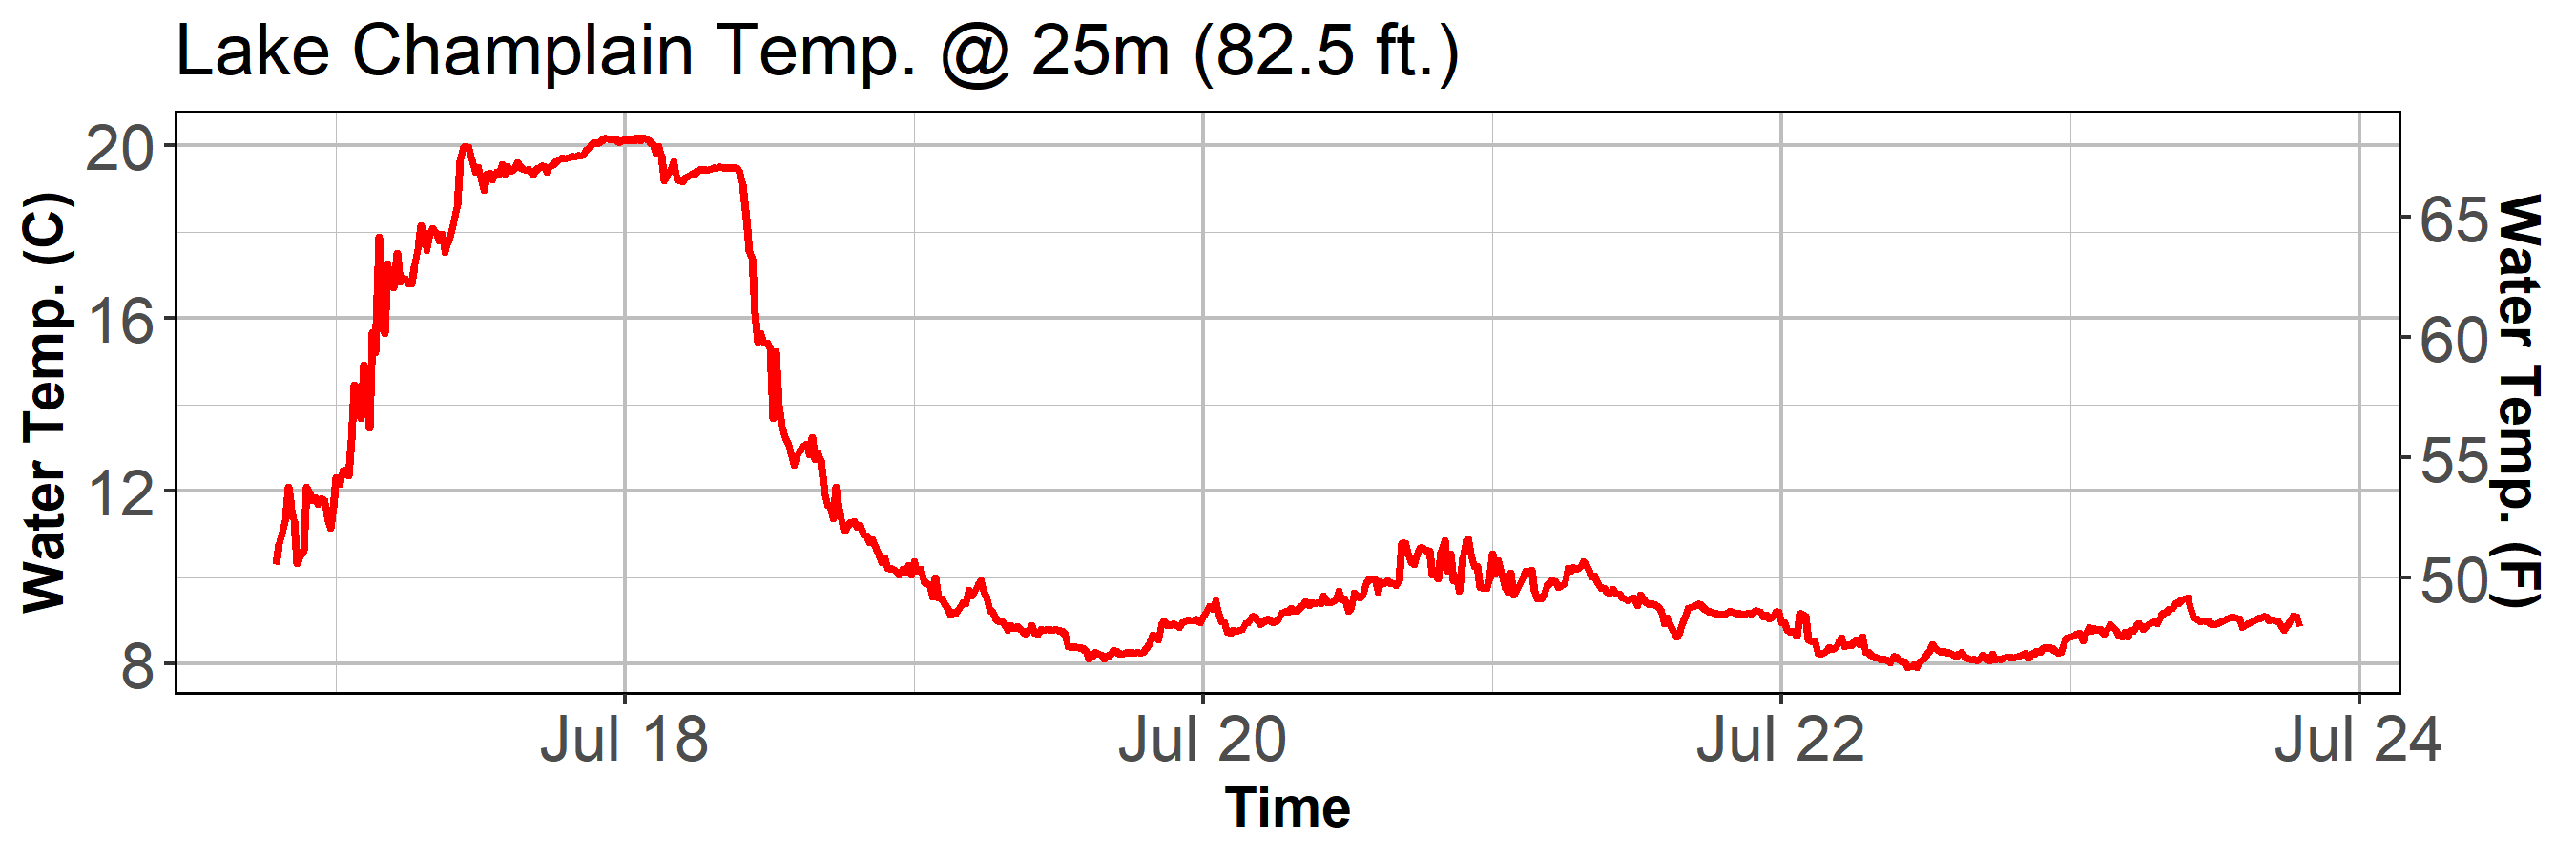 Lake Champlain Temp. @ 25m (82.5 ft.)
Water Temp. (C)
20
16
12
8
65
60
55
50
Water Temp. (F)
Jul 18
Jul 20
Jul 22
Jul 24
Time